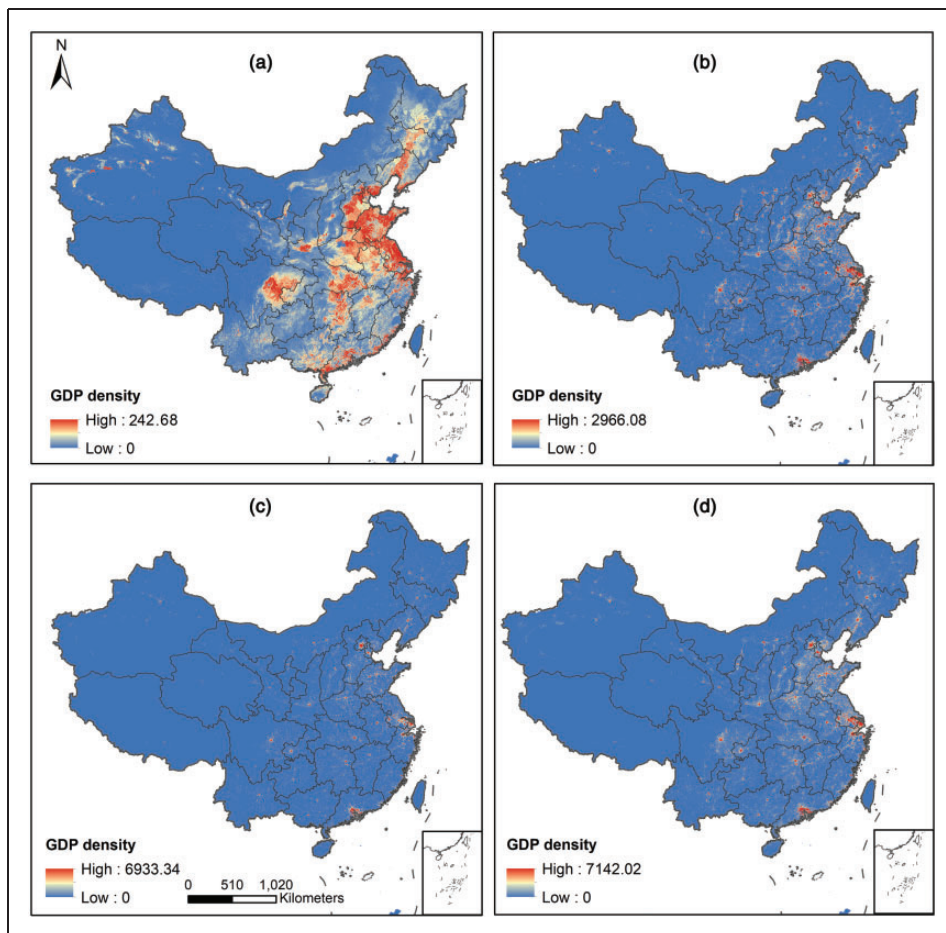 N
(a)
GDP density
High : 242.68
Low : 0
(b)
GDP density
High : 2966.08
Low : 0
(c)
GDP density
High : 6933.34
Low : 0
0 510 1,020
Kilometers
(d)
GDP density
High : 7142.02
Low : 0